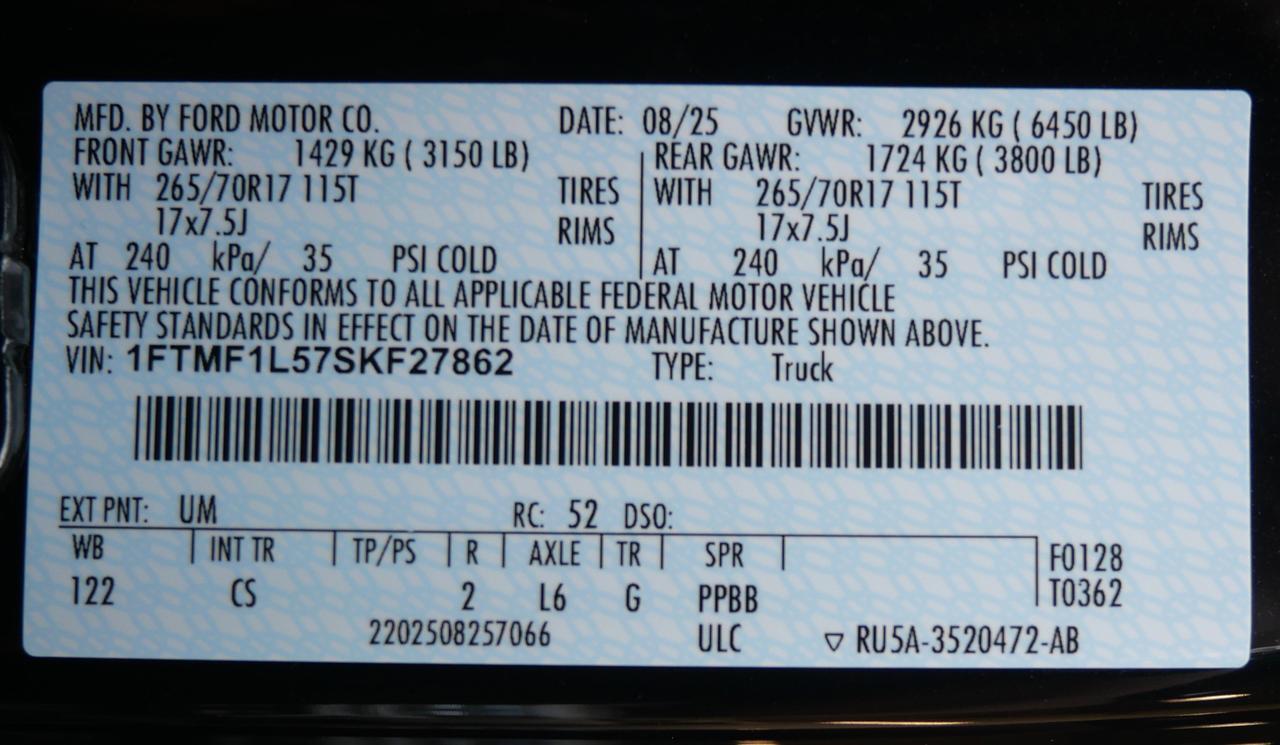 MFD. BY FORD MOTOR CO. DATE: 08/25 GVWR: 2926 KG ( 6450 LB)
FRONT GAWR: 1429 KG ( 3150 LB) REAR GAWR: 1724 KG ( 3800 LB)
WITH 265/70R17 115T TIRES WITH 265/70R17 115T TIRES
17x7.5J RIMS 17x7.5J RIMS
AT 240 kPa/ 35 PSI COLD AT 240 kPa/ 35 PSI COLD
THIS VEHICLE CONFORMS TO ALL APPLICABLE FEDERAL MOTOR VEHICLE
SAFETY STANDARDS IN EFFECT ON THE DATE OF MANUFACTURE SHOWN ABOVE.
VIN: 1FTMF1L57SKF27862 TYPE: Truck
EXT PNT: UM RC: 52 DSO:
WB INT TR TP/PS R AXLE TR SPR F0128
122 CS 2 L6 G PPBB T0362
2202508257066 ULC ▽ RU5A-3520472-AB